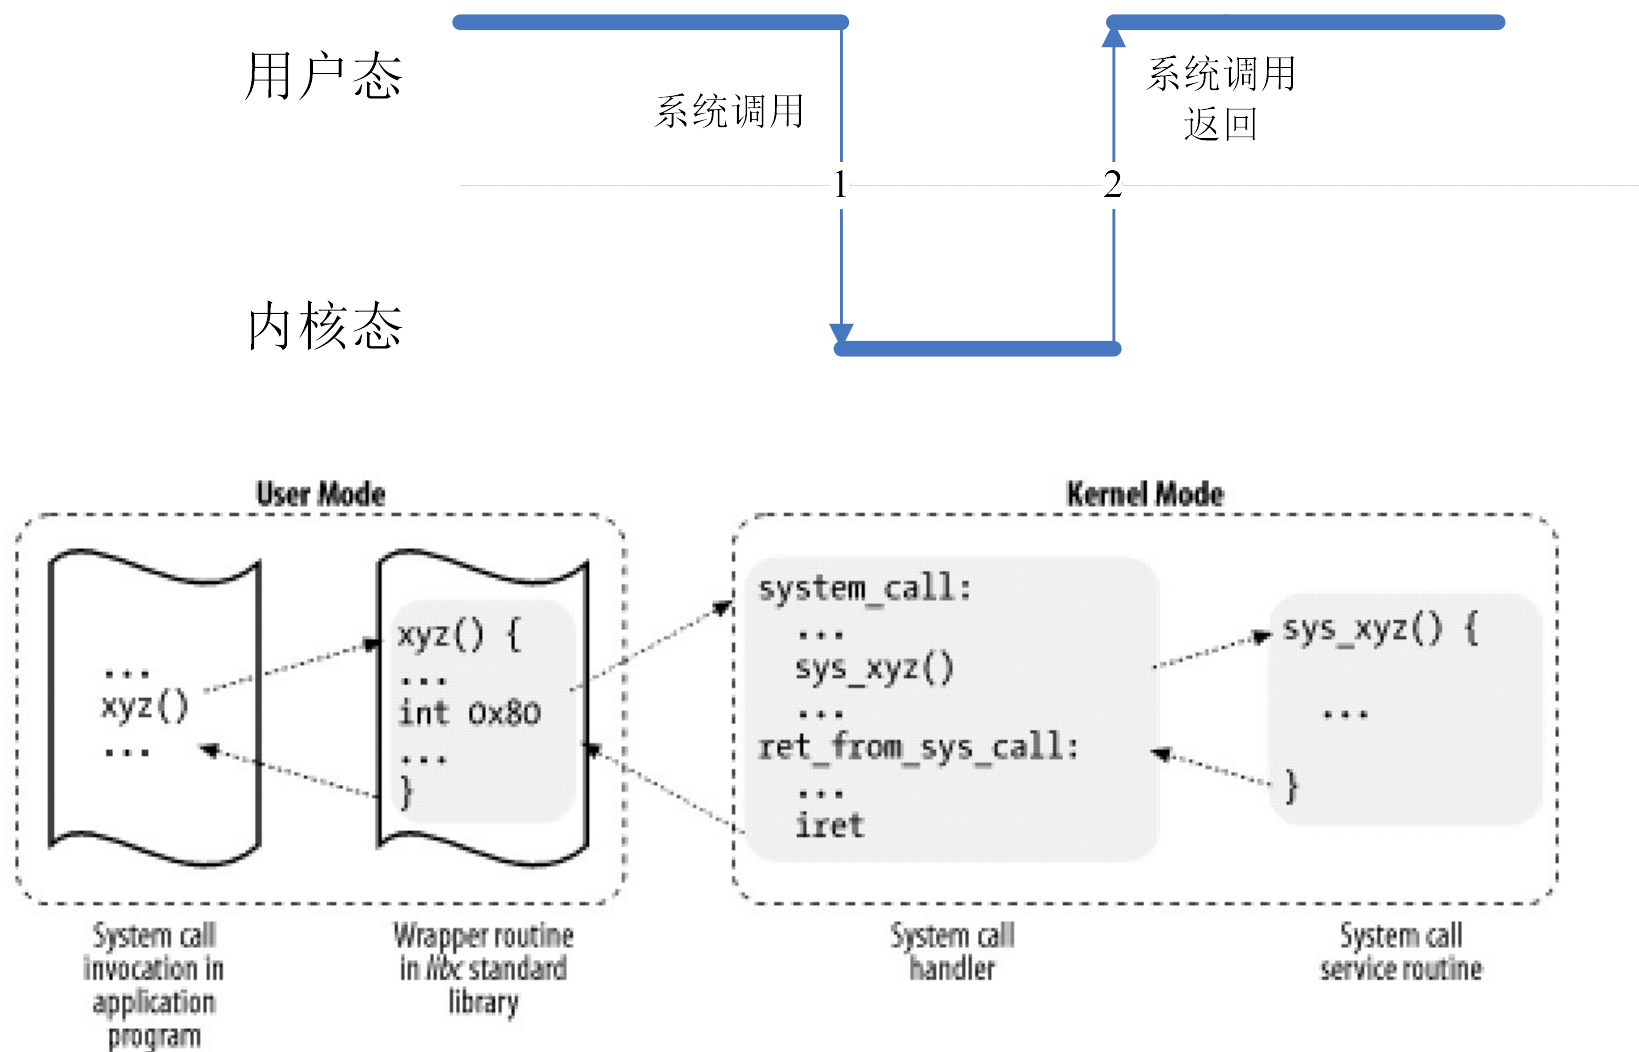 用户态
系统调用
系统调用
返回
1
2
内核态
User Mode
Kernel Mode
...
xyz()
...
xyz() {
...
int 0x80
...
}
system_call:
...
sys_xyz()
...
ret_from_sys_call:
...
iret
sys_xyz() {
...
}
System call
invocation in
application
program
Wrapper routine
in libc standard
library
System call
handler
System call
service routine